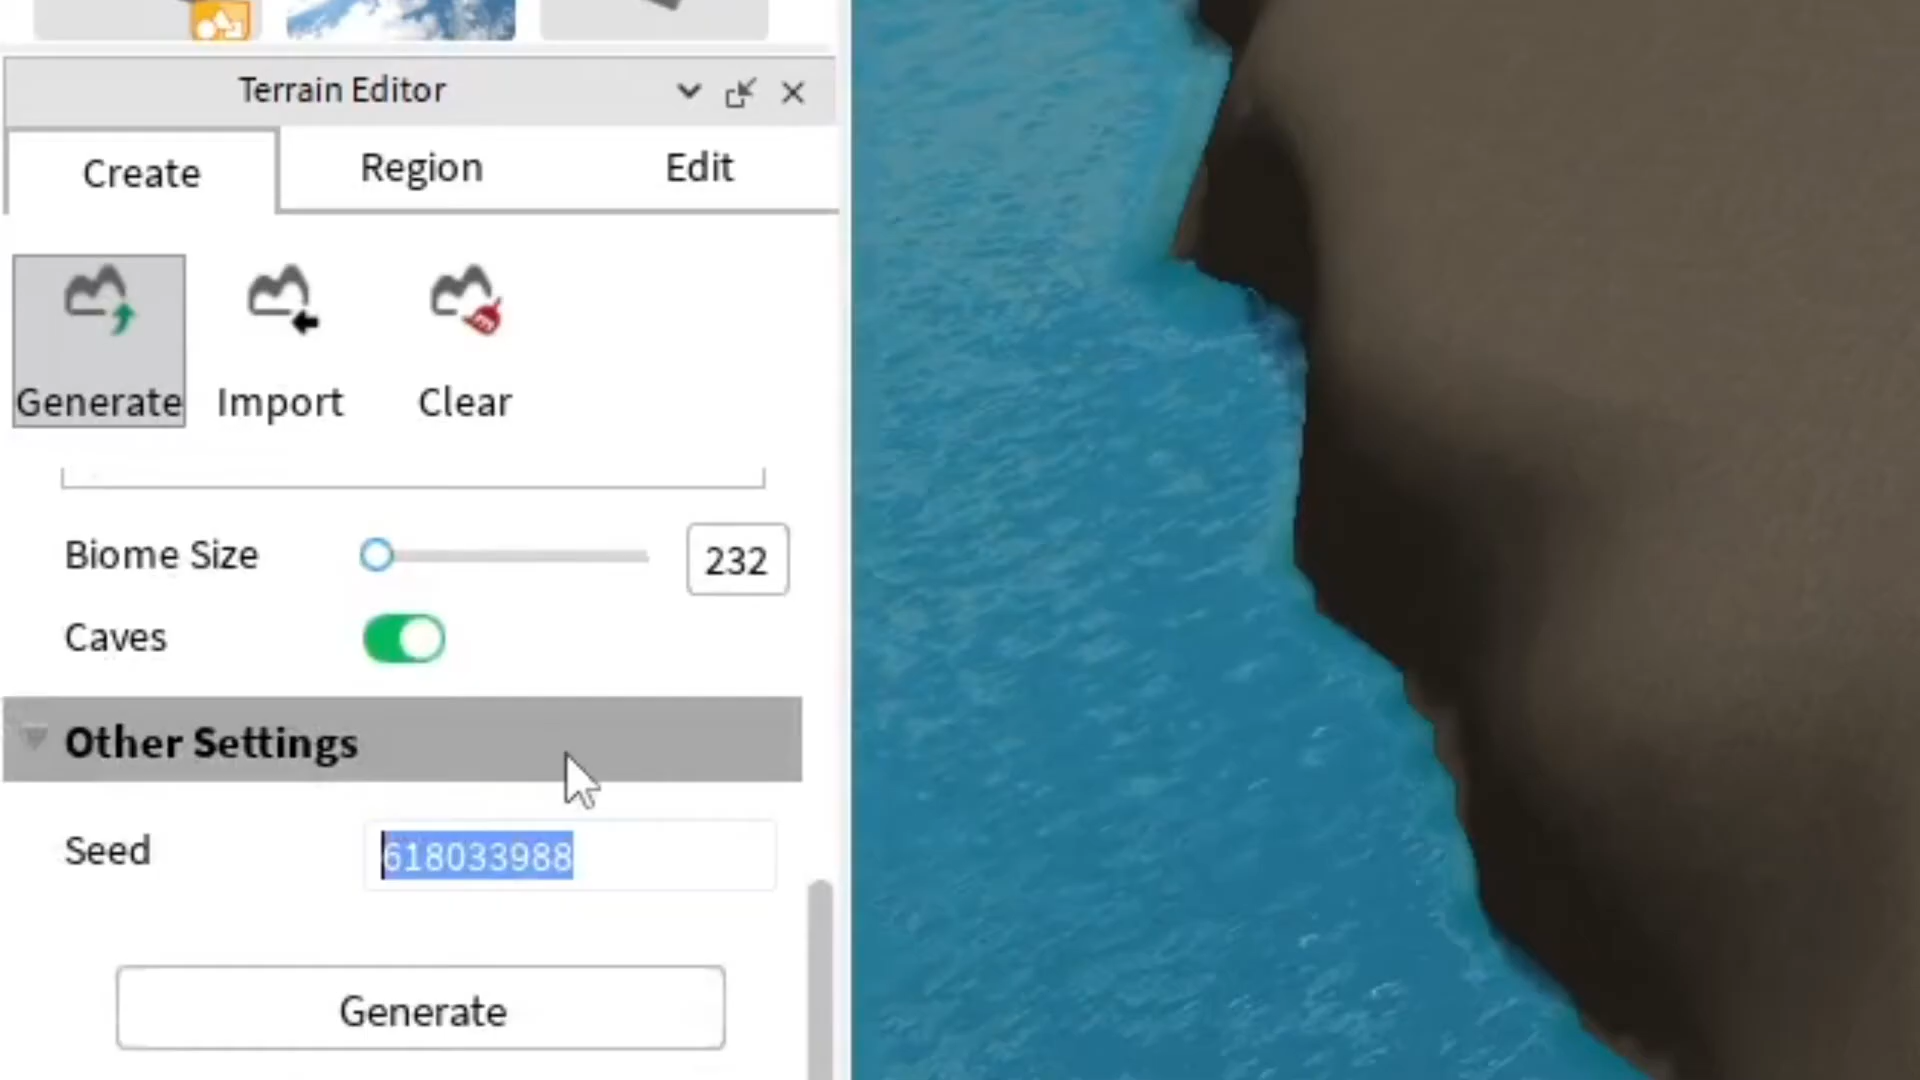 Terrain Editor
Create Region Edit
Generate Import Clear
Biome Size 232
Caves
Other Settings
Seed 618033988
Generate